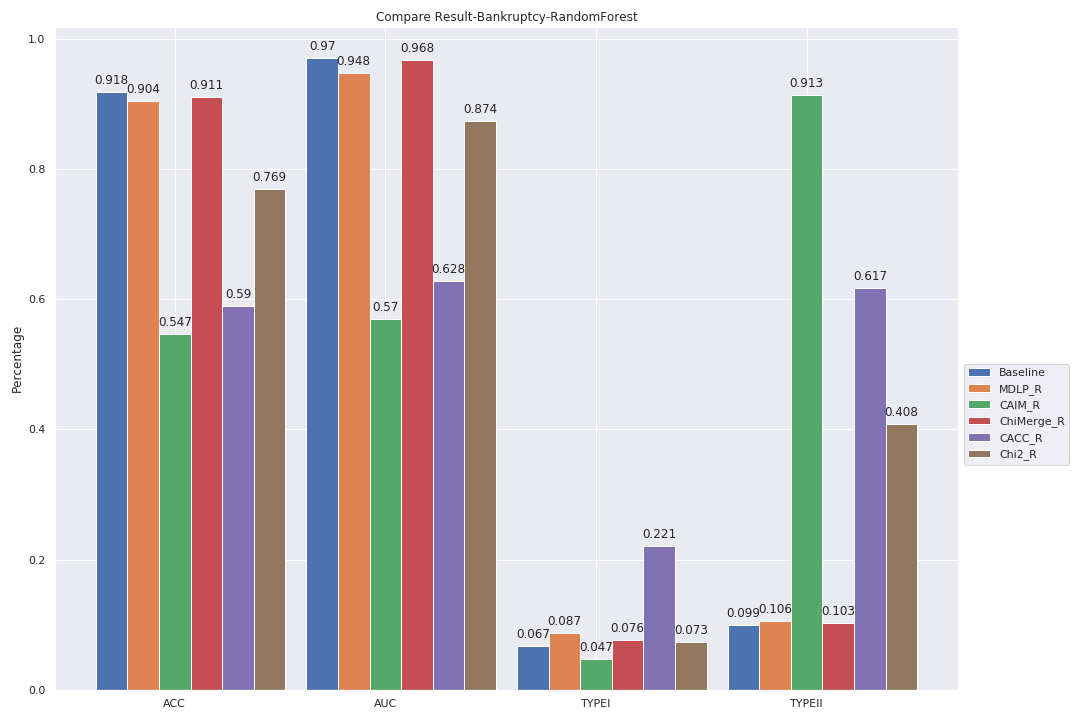 Compare Result-Bankruptcy-RandomForest
Percentage
1.0
0.8
0.6
0.4
0.2
0.0
0.918
0.904
0.547
0.911
0.59
0.769
0.97
0.948
0.57
0.968
0.628
0.874
0.067
0.087
0.047
0.076
0.221
0.073
0.099
0.106
0.913
0.103
0.617
0.408
ACC
AUC
TYPEI
TYPEII
Baseline
MDLP_R
CAIM_R
ChiMerge_R
CACC_R
Chi2_R